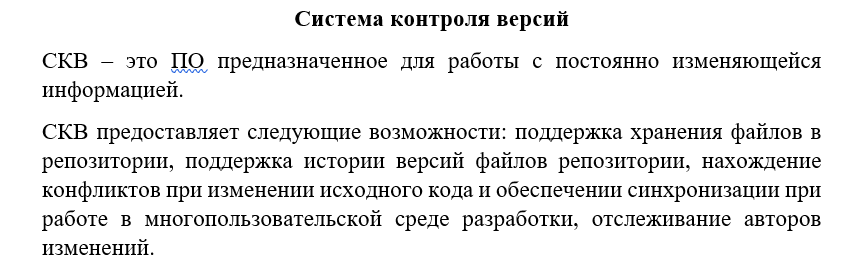 Система контроля версий
СКВ – это ПО предназначенное для работы с постоянно изменяющейся
информацией.
СКВ предоставляет следующие возможности: поддержка хранения файлов в
репозитории, поддержка истории версий файлов репозитории, нахождение
конфликтов при изменении исходного кода и обеспечении синхронизации при
работе в многопользовательской среде разработки, отслеживание авторов
изменений.